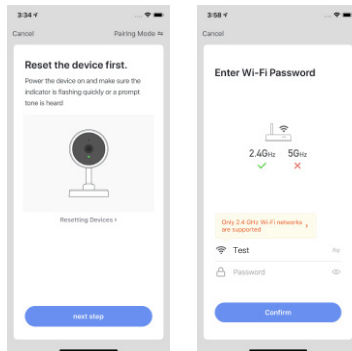 3:34
Cancel
Pairing Mode
Reset the device first.
Power the device on and make sure the
indicator is flashing quickly or a prompt
tone is heard
Resetting Devices >
next step
3:58
Cancel
Enter Wi-Fi Password
2.4GHz 5GHz
Only 2.4 GHz Wi-Fi networks
are supported
Test
Password
Confirm